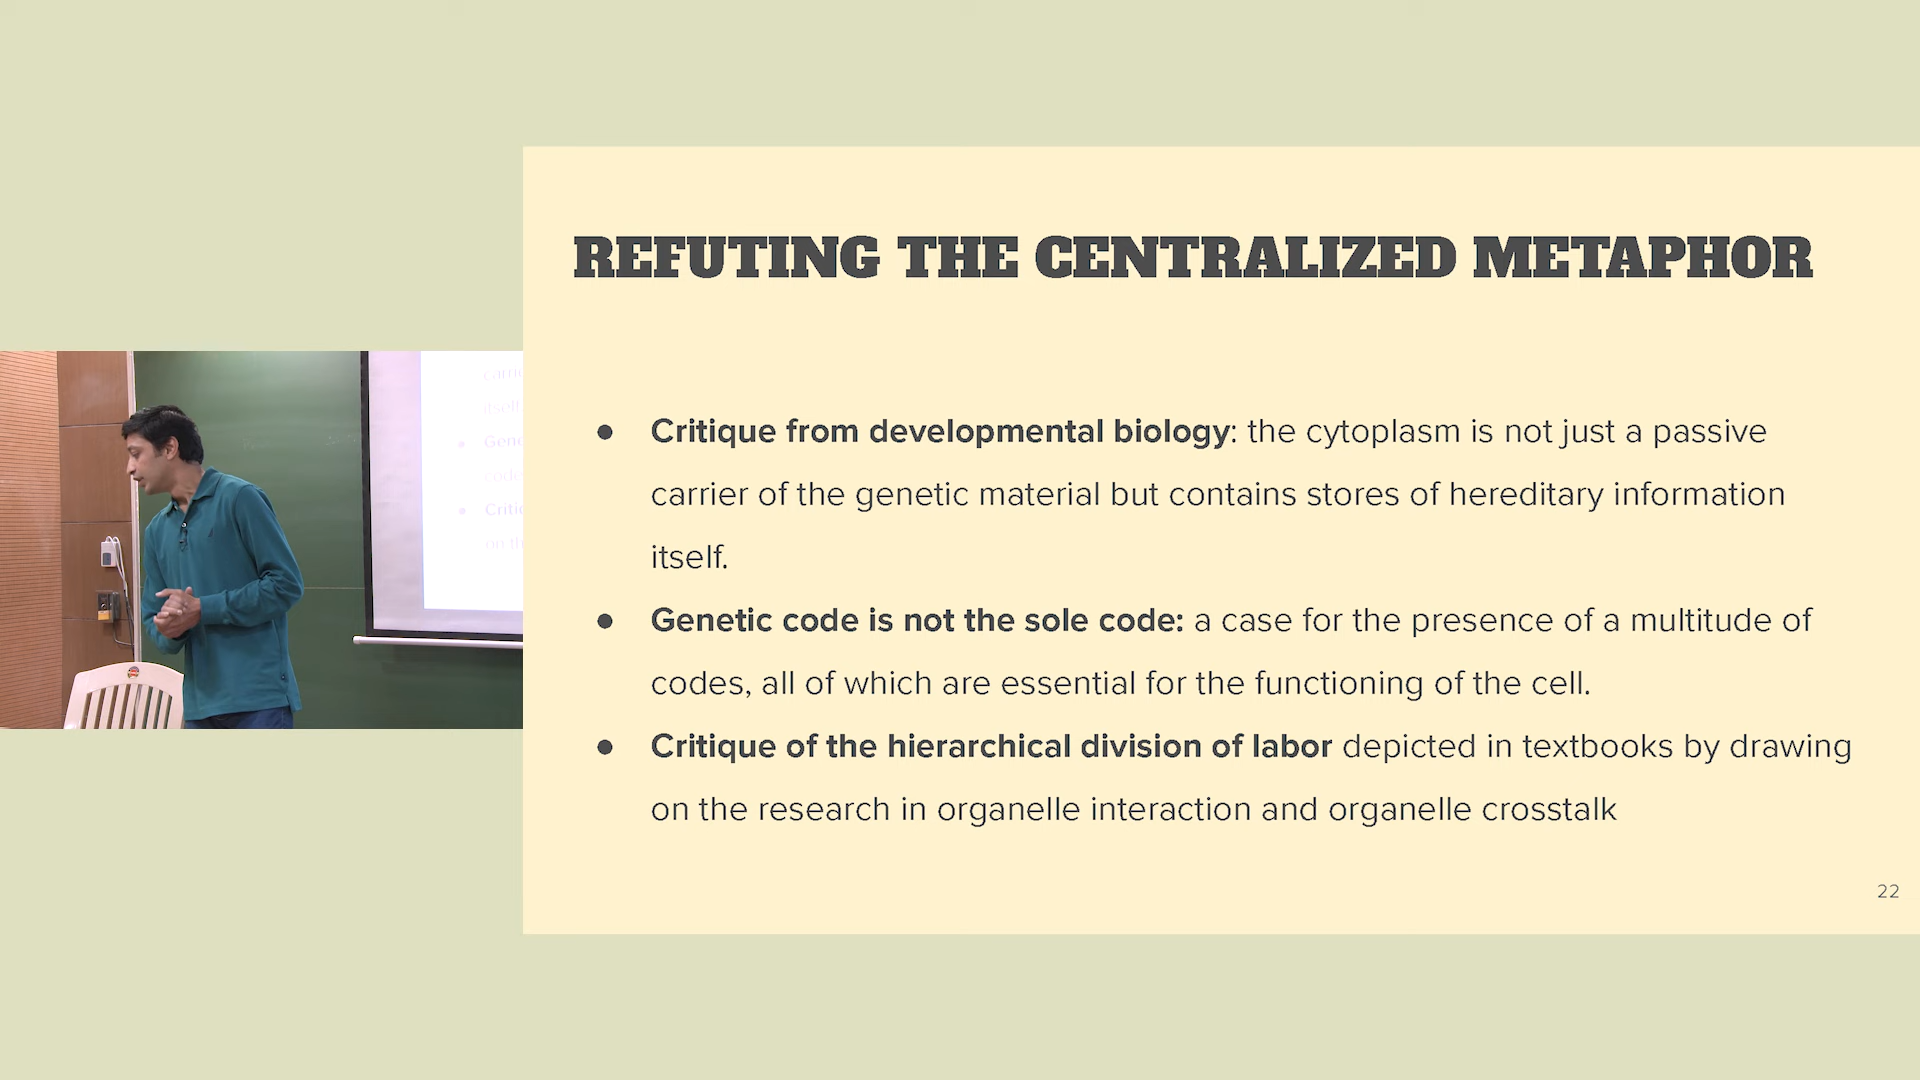 REFUTING THE CENTRALIZED METAPHOR
● Critique from developmental biology: the cytoplasm is not just a passive
carrier of the genetic material but contains stores of hereditary information
itself.
● Genetic code is not the sole code: a case for the presence of a multitude of
codes, all of which are essential for the functioning of the cell.
● Critique of the hierarchical division of labor depicted in textbooks by drawing
on the research in organelle interaction and organelle crosstalk
22